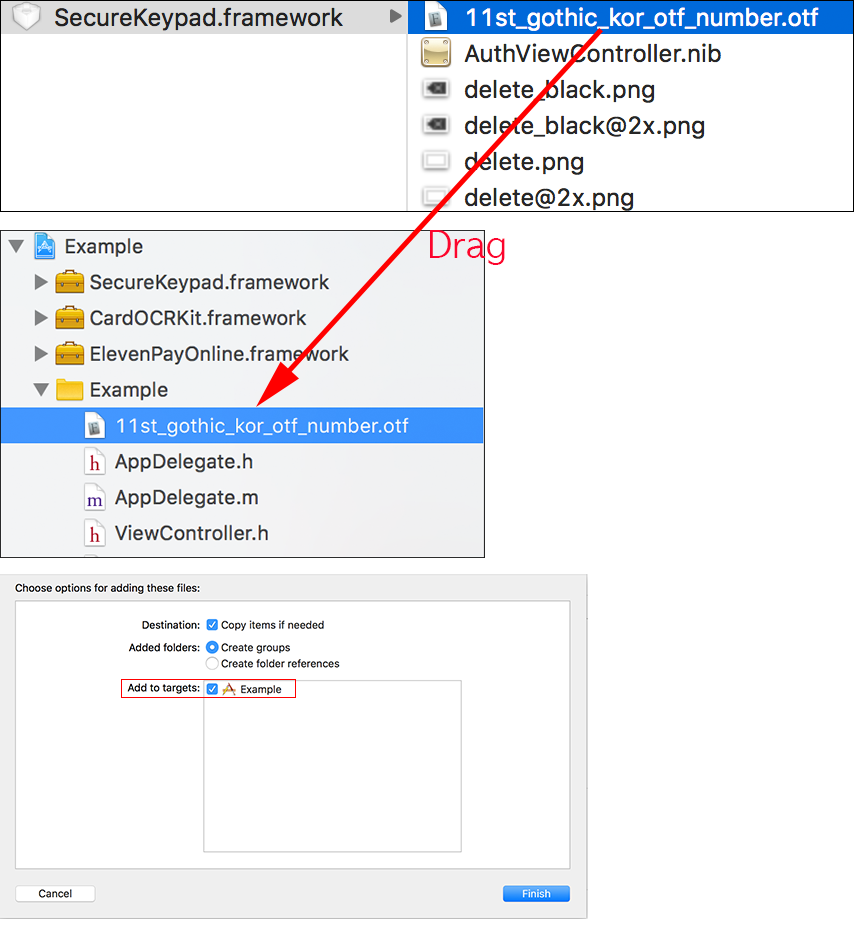 SecureKeypad.framework
11st_gothic_kor_otf_number.otf
AuthViewController.nib
delete_black.png
delete_black@2x.png
delete.png
delete@2x.png
Drag
Example
SecureKeypad.framework
CardOCRKit.framework
ElevenPayOnline.framework
Example
11st_gothic_kor_otf_number.otf
h AppDelegate.h
m AppDelegate.m
h ViewController.h
Choose options for adding these files:
Destination: Copy items if needed
Added folders: Create groups
Create folder references
Add to targets: Example
Cancel Finish